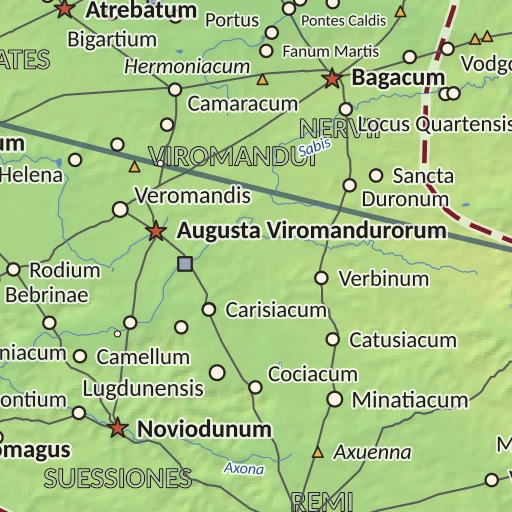 Atrebatum
Portus
Pontes Caldis
Bigartium
Fanum Martis
ATES
Hermoniacum
Bagacum
Vodgo
Camaracum
NERVII
Locus Quartensis
um
VIROMANDUI
Sabis
Helena
Sancta
Veromandis
Duronum
Augusta Viromandurorum
Rodium
Verbinum
Bebrinae
Carisiacum
niacum
Camellum
Catusiacum
Lugdunensis
Cociacum
ontium
Minatiacum
Noviodunum
omagus
Axuenna
M
Axona
SUESSIONES
V
REMI